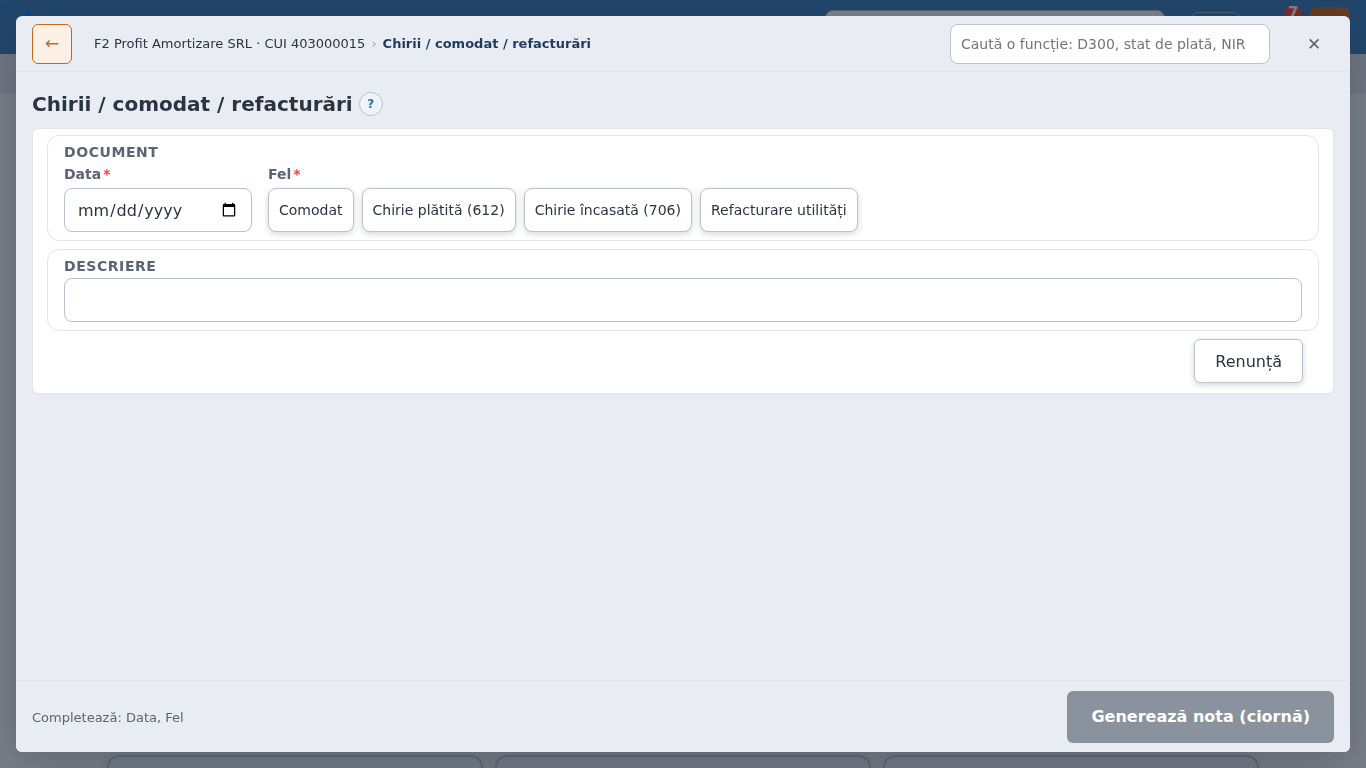 7
←
F2 Profit Amortizare SRL · CUI 403000015 › Chirii / comodat / refacturări
Caută o funcție: D300, stat de plată, NIR
✕
Chirii / comodat / refacturări ?
DOCUMENT
Data* Fel*
mm/dd/yyyy Comodat Chirie plătită (612) Chirie încasată (706) Refacturare utilități
DESCRIERE
Renunță
Completează: Data, Fel
Generează nota (ciornă)